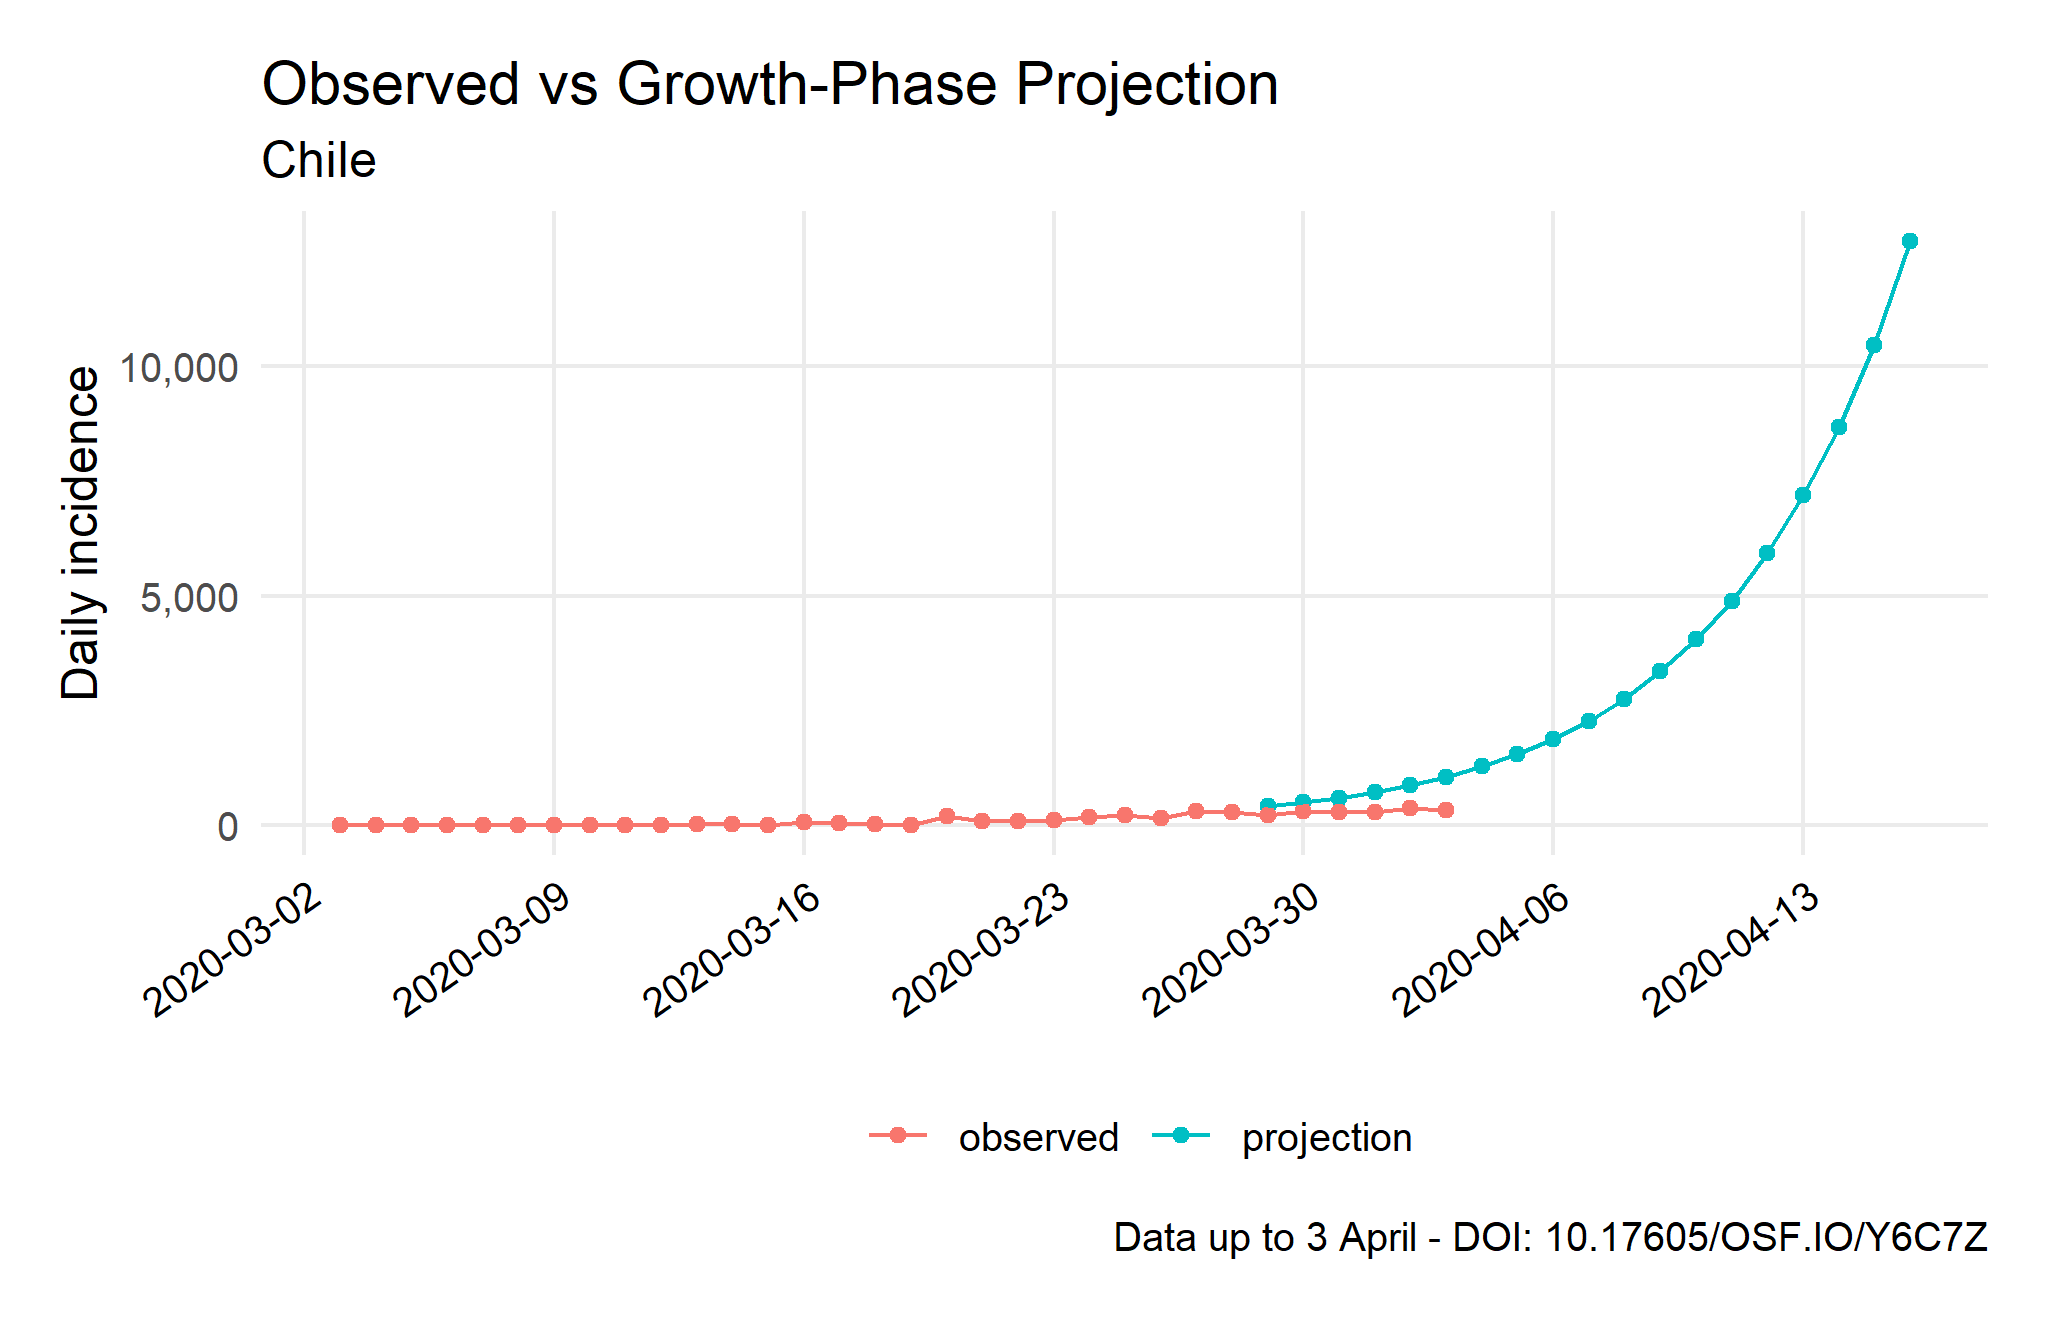 Observed vs Growth-Phase Projection
Chile
Daily incidence
10,000
5,000
0
2020-03-02
2020-03-09
2020-03-16
2020-03-23
2020-03-30
2020-04-06
2020-04-13
observed
projection
Data up to 3 April - DOI: 10.17605/OSF.IO/Y6C7Z